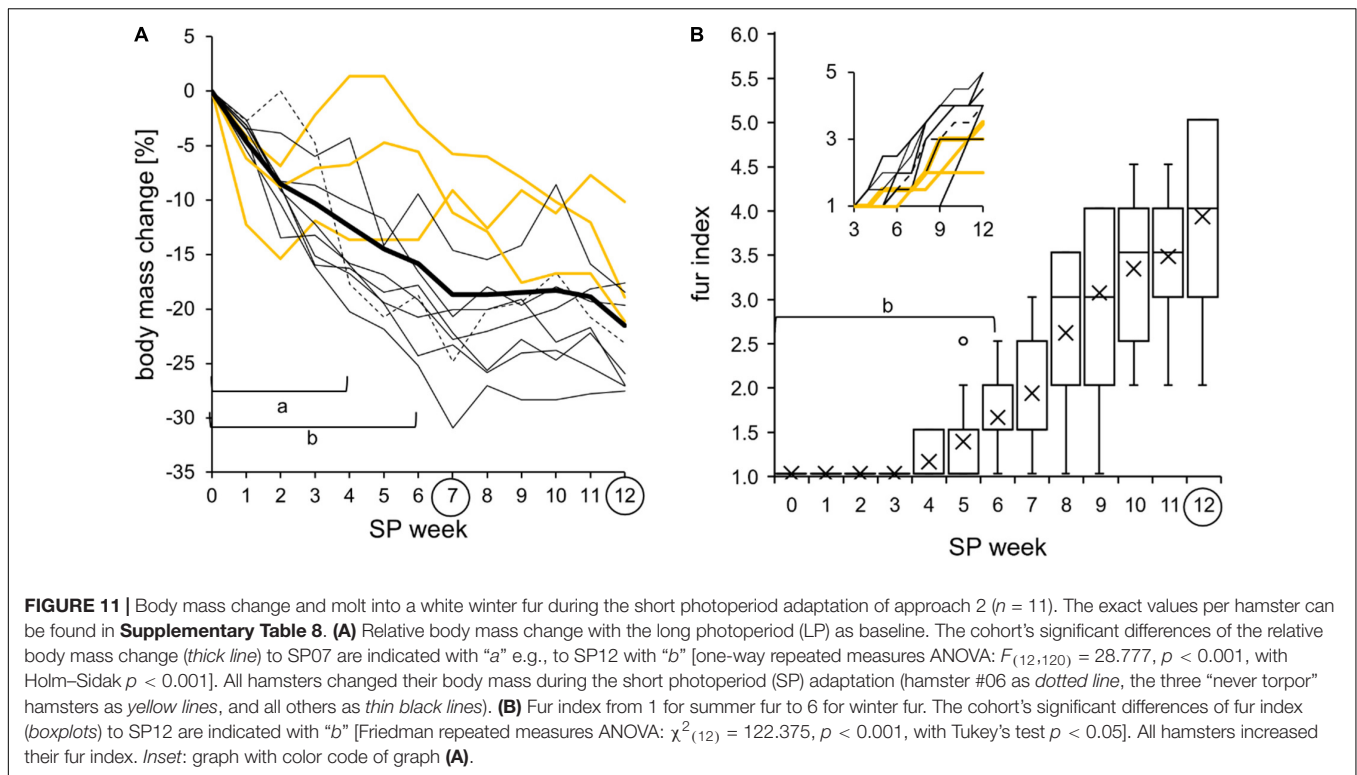 A
5
0
-5
-10
-15
-20
-25
-30
-35
body mass change [%]
a
b
0 1 2 3 4 5 6 7 8 9 10 11 12
SP week
B
6.0
5.5
5.0
4.5
4.0
3.5
3.0
2.5
2.0
1.5
1.0
fur index
5
3
1
3 6 9 12
b
0 1 2 3 4 5 6 7 8 9 10 11 12
SP week
FIGURE 11 | Body mass change and molt into a white winter fur during the short photoperiod adaptation of approach 2 (n = 11). The exact values per hamster can
be found in Supplementary Table 8. (A) Relative body mass change with the long photoperiod (LP) as baseline. The cohort's significant differences of the relative
body mass change (thick line) to SP07 are indicated with "a" e.g., to SP12 with "b" [one-way repeated measures ANOVA: F(12,120) = 28.777, p < 0.001, with
Holm–Sidak p < 0.001]. All hamsters changed their body mass during the short photoperiod (SP) adaptation (hamster #06 as dotted line, the three "never torpor"
hamsters as yellow lines, and all others as thin black lines). (B) Fur index from 1 for summer fur to 6 for winter fur. The cohort's significant differences of fur index
(boxplots) to SP12 are indicated with "b" [Friedman repeated measures ANOVA: χ²(12) = 122.375, p < 0.001, with Tukey's test p < 0.05]. All hamsters increased
their fur index. Inset: graph with color code of graph (A).